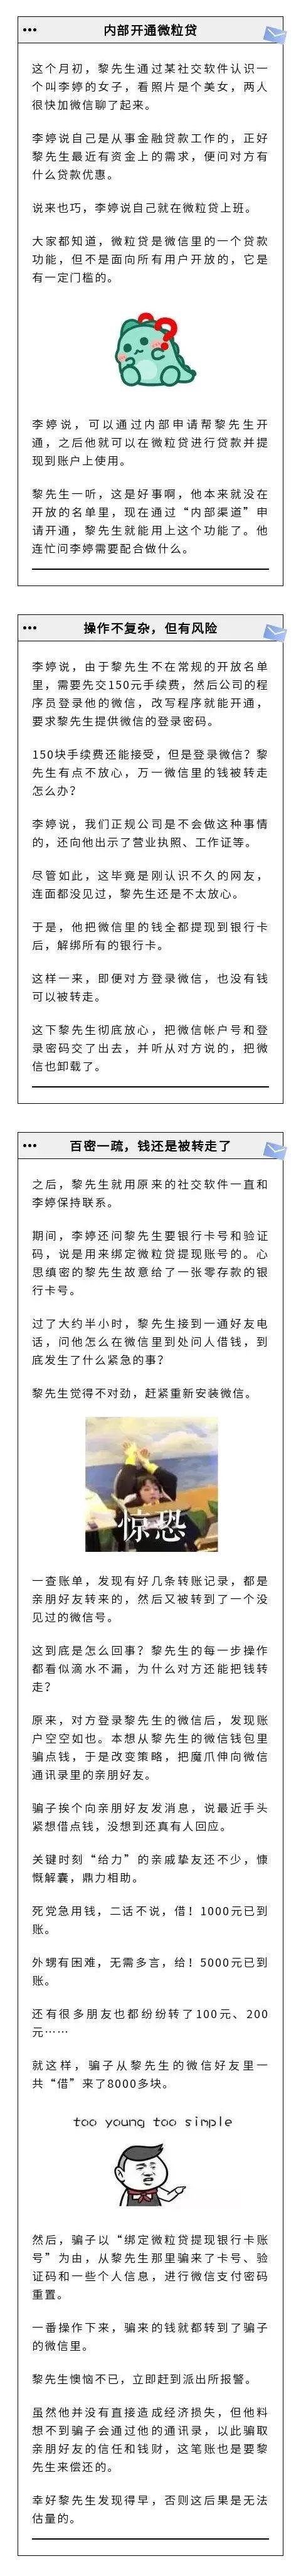 内部开通微粒贷
这个月初，黎先生通过某社交软件认识一
个叫李婷的女子，看照片是个美女，两人
很快加微信聊了起来。
李婷说自己是从事金融贷款工作的，正好
黎先生最近有资金上的需求，便问对方有
什么贷款优惠。
说来也巧，李婷说自己就在微粒贷上班。
大家都知道，微粒贷是微信里的一个贷款
功能，但不是面向所有用户开放的，它是
有一定门槛的。
李婷说，可以通过内部申请帮黎先生开
通，之后他就可以在微粒贷进行贷款并提
现到账户上使用。
黎先生一听，这是好事啊，他本来就没在
开放的名单里，现在通过“内部渠道”申
请开通，黎先生就能用上这个功能了。他
连忙问李婷需要配合做什么。
操作不复杂，但有风险
李婷说，由于黎先生不在常规的开放名单
里，需要先交150元手续费，然后公司的程
序员登录他的微信，改写程序就能开通，
要求黎先生提供微信的登录密码。
150块手续费还能接受，但是登录微信？黎
先生有点不放心，万一微信里的钱被转走
怎么办？
李婷说，我们正规公司是不会做这种事情
的，还向他出示了营业执照、工作证等。
尽管如此，这毕竟是刚认识不久的网友，
连面都没见过，黎先生还是不太放心。
于是，他把微信里的钱全都提现到银行卡
后，解绑所有的银行卡。
这样一来，即便对方登录微信，也没有钱
可以被转走。
这下黎先生彻底放心，把微信帐户号和登
录密码交了出去，并听从对方说的，把微
信也卸载了。
百密一疏，钱还是被转走了
之后，黎先生就用原来的社交软件一直和
李婷保持联系。
期间，李婷还问黎先生要银行卡号和验证
码，说是用来绑定微粒贷提现账号的。心
思缜密的黎先生故意给了一张零存款的银
行卡号。
过了大约半小时，黎先生接到一通好友电
话，问他怎么在微信里到处问人借钱，到
底发生了什么紧急的事？
黎先生觉得不对劲，赶紧重新安装微信。
惊恐
一查账单，发现有好几条转账记录，都是
亲朋好友转来的，然后又被转到了一个没
见过的微信号。
这到底是怎么回事？黎先生的每一步操作
都看似滴水不漏，为什么对方还能把钱转
走？
原来，对方登录黎先生的微信后，发现账
户空空如也。本想从黎先生的微信钱包里
骗点钱，于是改变策略，把魔爪伸向微信
通讯录里的亲朋好友。
骗子挨个向亲朋好友发消息，说最近手头
紧想借点钱，没想到还真有人回应。
关键时刻“给力”的亲戚挚友还不少，慷
慨解囊，鼎力相助。
死党急用钱，二话不说，借！1000元已到
账。
外甥有困难，无需多言，给！5000元已到
账。
还有很多朋友也都纷纷转了100元、200
元……
就这样，骗子从黎先生的微信好友里一
共“借”来了8000多块。
too young too simple
然后，骗子以“绑定微粒贷提现银行卡账
号”为由，从黎先生那里骗来了卡号、验
证码和一些个人信息，进行微信支付密码
重置。
一番操作下来，骗来的钱就都转到了骗子
的微信里。
黎先生懊恼不已，立即赶到派出所报警。
虽然他并没有直接造成经济损失，但他料
想不到骗子会通过他的通讯录，以此骗取
亲朋好友的信任和钱财，这笔账也是要黎
先生来偿还的。
幸好黎先生发现得早，否则这后果是无法
估量的。